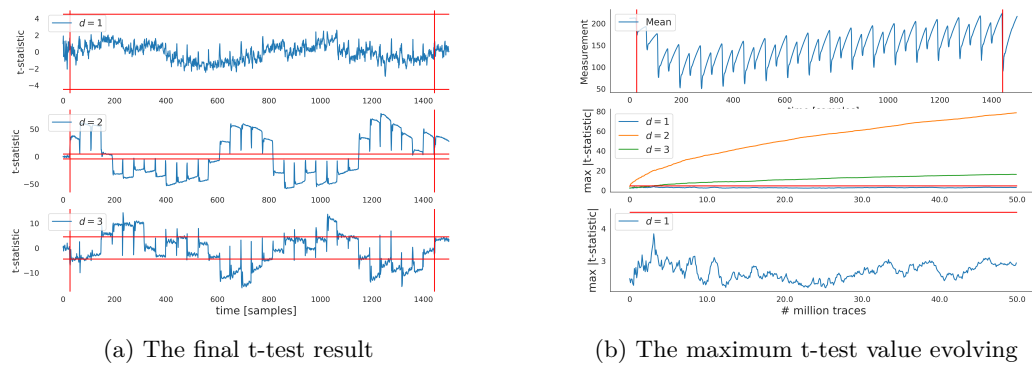 t-statistic
4
2
0
−2
−4
d = 1
0 200 400 600 800 1000 1200 1400
t-statistic
50
0
−50
d = 2
0 200 400 600 800 1000 1200 1400
t-statistic
10
0
−10
d = 3
0 200 400 600 800 1000 1200 1400
time [samples]
(a) The final t-test result
Measurement
200
150
100
50
Mean
0 200 400 600 800 1000 1200 1400
time [samples]
max |t-statistic|
80
60
40
20
0
d = 1
d = 2
d = 3
0.0 10.0 20.0 30.0 40.0 50.0
max |t-statistic|
4
3
d = 1
0.0 10.0 20.0 30.0 40.0 50.0
# million traces
(b) The maximum t-test value evolving